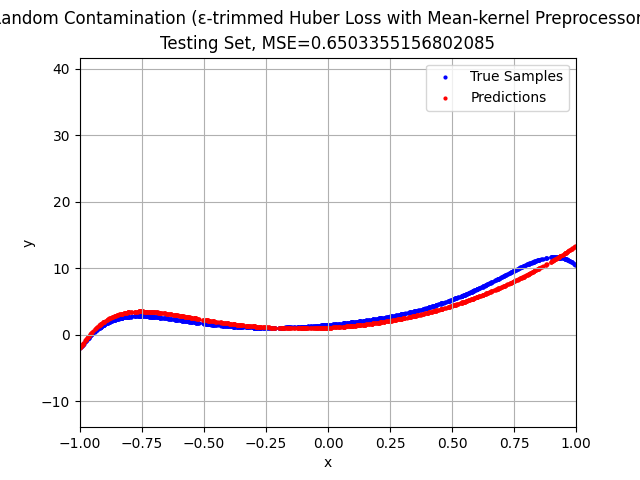 andom Contamination (ε-trimmed Huber Loss with Mean-kernel Preprocessor
Testing Set, MSE=0.6503355156802085
True Samples
Predictions
40
30
20
10
0
−10
y
−1.00 −0.75 −0.50 −0.25 0.00 0.25 0.50 0.75 1.00
x